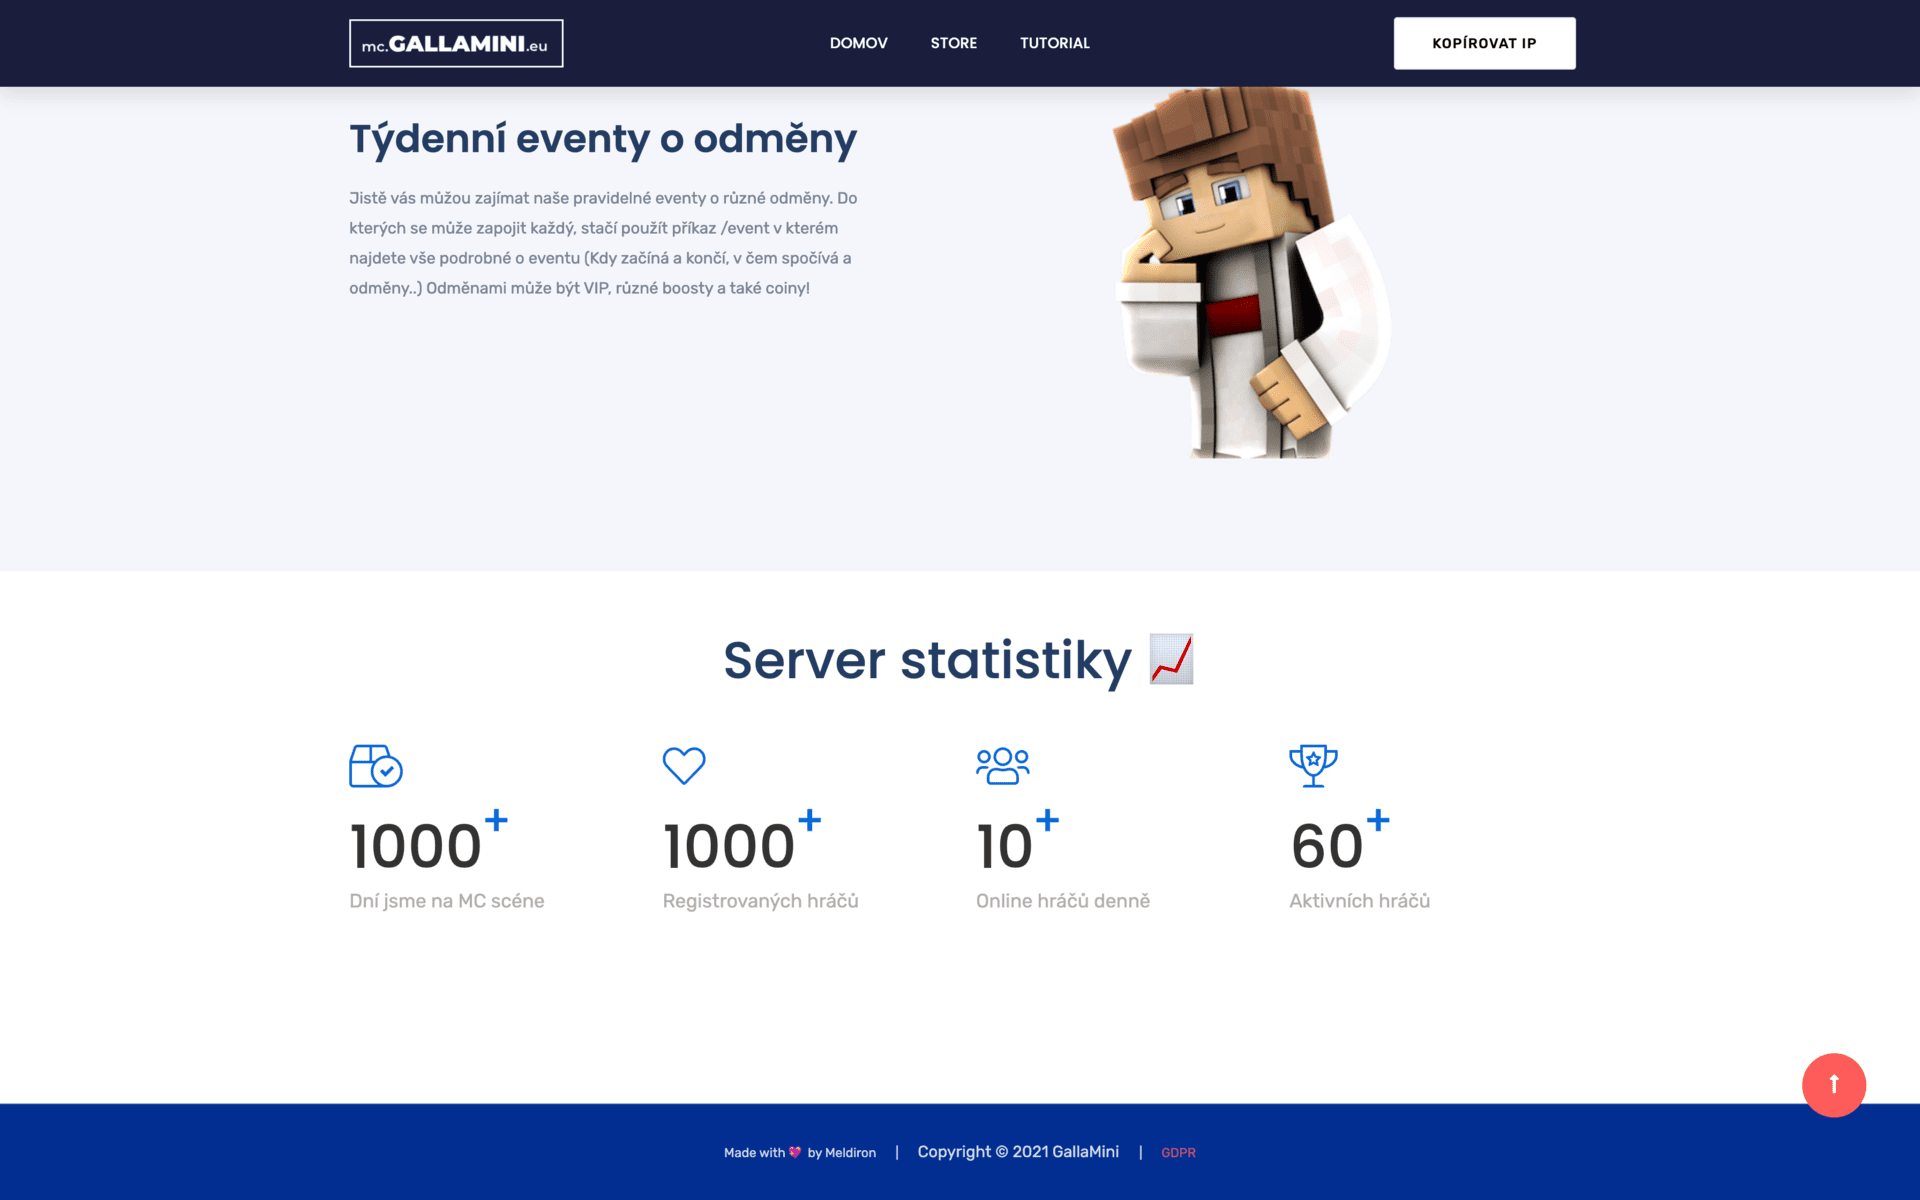 mc.GALLAMINI.eu
DOMOV
STORE
TUTORIAL
KOPÍROVAT IP
Týdenní eventy o odměny
Jistě vás můžou zajímat naše pravidelné eventy o různé odměny. Do
kterých se může zapojit každý, stačí použít příkaz /event v kterém
najdete vše podrobné o eventu (Kdy začíná a končí, v čem spočívá a
odměny..) Odměnami může být VIP, různé boosty a také coiny!
Server statistiky 📈
1000+
Dní jsme na MC scéne
1000+
Registrovaných hráčů
10+
Online hráčů denně
60+
Aktivních hráčů
Made with 💖 by Meldiron | Copyright © 2021 GallaMini | GDPR